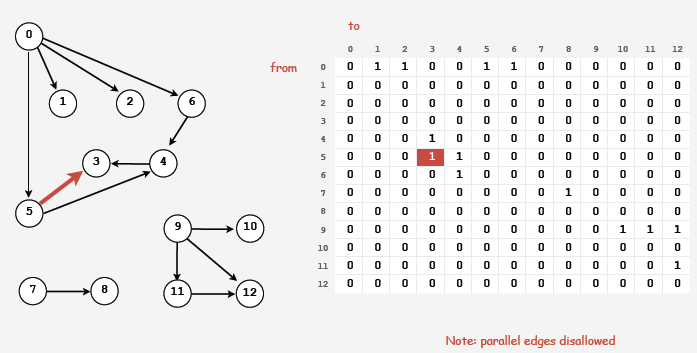 to
0 1 2 3 4 5 6 7 8 9 10 11 12
from
0 0 1 1 0 0 1 1 0 0 0 0 0 0
1 0 0 0 0 0 0 0 0 0 0 0 0 0
2 0 0 0 0 0 0 0 0 0 0 0 0 0
3 0 0 0 0 0 0 0 0 0 0 0 0 0
4 0 0 0 1 0 0 0 0 0 0 0 0 0
5 0 0 0 1 1 0 0 0 0 0 0 0 0
6 0 0 0 0 1 0 0 0 0 0 0 0 0
7 0 0 0 0 0 0 0 0 1 0 0 0 0
8 0 0 0 0 0 0 0 0 0 0 0 0 0
9 0 0 0 0 0 0 0 0 0 0 1 1 1
10 0 0 0 0 0 0 0 0 0 0 0 0 0
11 0 0 0 0 0 0 0 0 0 0 0 0 1
12 0 0 0 0 0 0 0 0 0 0 0 0 0
0
1 2 6
3 4
5
9 10
7 8 11 12
Note: parallel edges disallowed